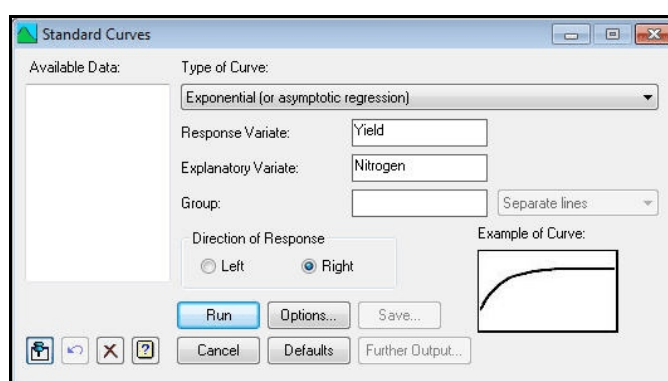 Standard Curves
Available Data:
Type of Curve:
Exponential (or asymptotic regression)
Response Variate: Yield
Explanatory Variate: Nitrogen
Group: Separate lines
Direction of Response
Left Right
Example of Curve:
Run Options... Save...
Cancel Defaults Further Output...